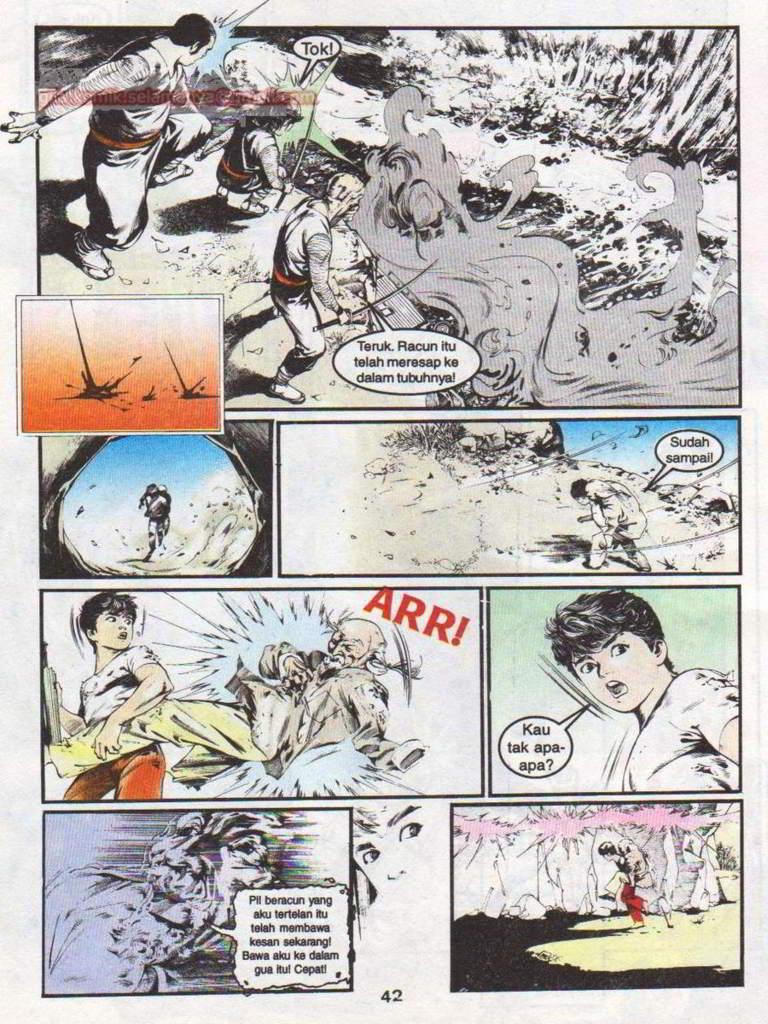 Tok!
Teruk. Racun itu
telah meresap ke
dalam tubuhnya!
Sudah
sampai!
ARR!
Kau
tak apa-
apa?
Pil beracun yang
aku tertelan itu
telah membawa
kesan sekarang!
Bawa aku ke dalam
gua itu! Cepat!
42